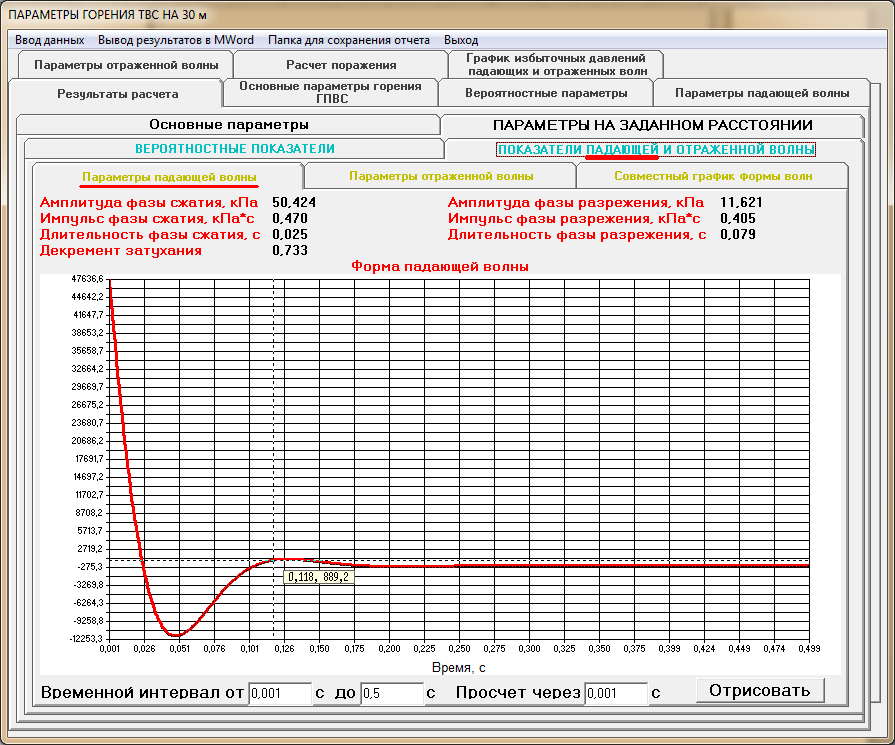 ПАРАМЕТРЫ ГОРЕНИЯ ТВС НА 30 м
Ввод данных Вывод результатов в MWord Папка для сохранения отчета Выход
Параметры отраженной волны
Расчет поражения
График избыточных давлений
падающих и отраженных волн
Результаты расчета
Основные параметры горения
ГПВС
Вероятностные параметры
Параметры падающей волны
Основные параметры
ПАРАМЕТРЫ НА ЗАДАННОМ РАССТОЯНИИ
ВЕРОЯТНОСТНЫЕ ПОКАЗАТЕЛИ
ПОКАЗАТЕЛИ ПАДАЮЩЕЙ И ОТРАЖЕННОЙ ВОЛНЫ
Параметры падающей волны
Параметры отраженной волны
Совместный график формы волн
Амплитуда фазы сжатия, кПа 50,424
Импульс фазы сжатия, кПа*с 0,470
Длительность фазы сжатия, с 0,025
Декремент затухания 0,733
Амплитуда фазы разрежения, кПа 11,621
Импульс фазы разрежения, кПа*с 0,405
Длительность фазы разрежения, с 0,079
Форма падающей волны
47636,6
44642,2
41647,7
38653,2
35658,7
32664,2
29669,7
26675,2
23680,7
20686,2
17691,7
14697,2
11702,7
8708,2
5713,7
2719,2
-275,3
-3269,8
-6264,3
-9258,8
-12253,3
0,118, 889,2
0,001 0,026 0,051 0,076 0,101 0,126 0,150 0,175 0,200 0,225 0,250 0,275 0,300 0,325 0,350 0,375 0,399 0,424 0,449 0,474 0,499
Время, с
Временной интервал от 0,001 с до 0,5 с Просчет через 0,001 с Отрисовать